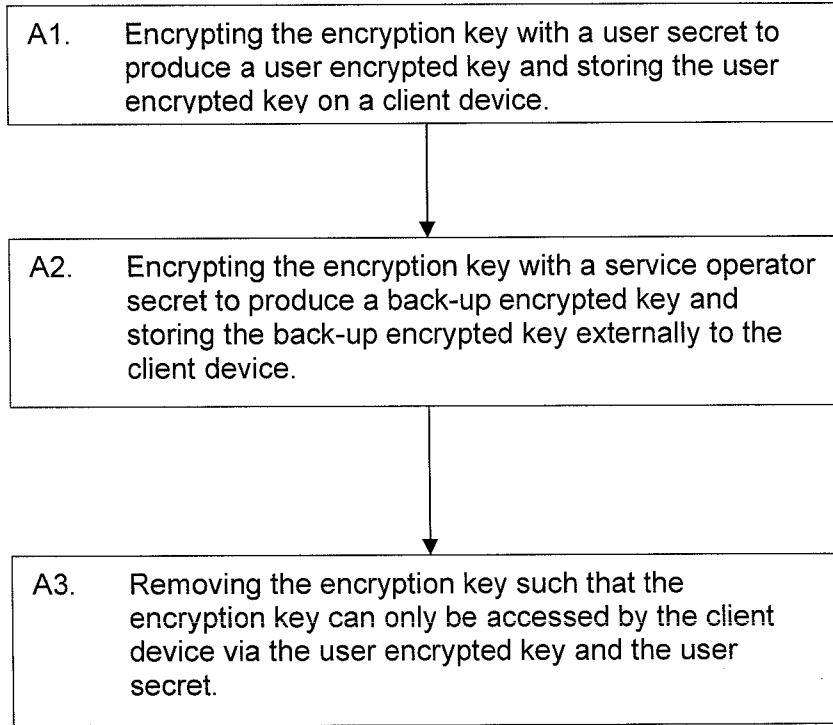 A1. Encrypting the encryption key with a user secret to
produce a user encrypted key and storing the user
encrypted key on a client device.
A2. Encrypting the encryption key with a service operator
secret to produce a back-up encrypted key and
storing the back-up encrypted key externally to the
client device.
A3. Removing the encryption key such that the
encryption key can only be accessed by the client
device via the user encrypted key and the user
secret.